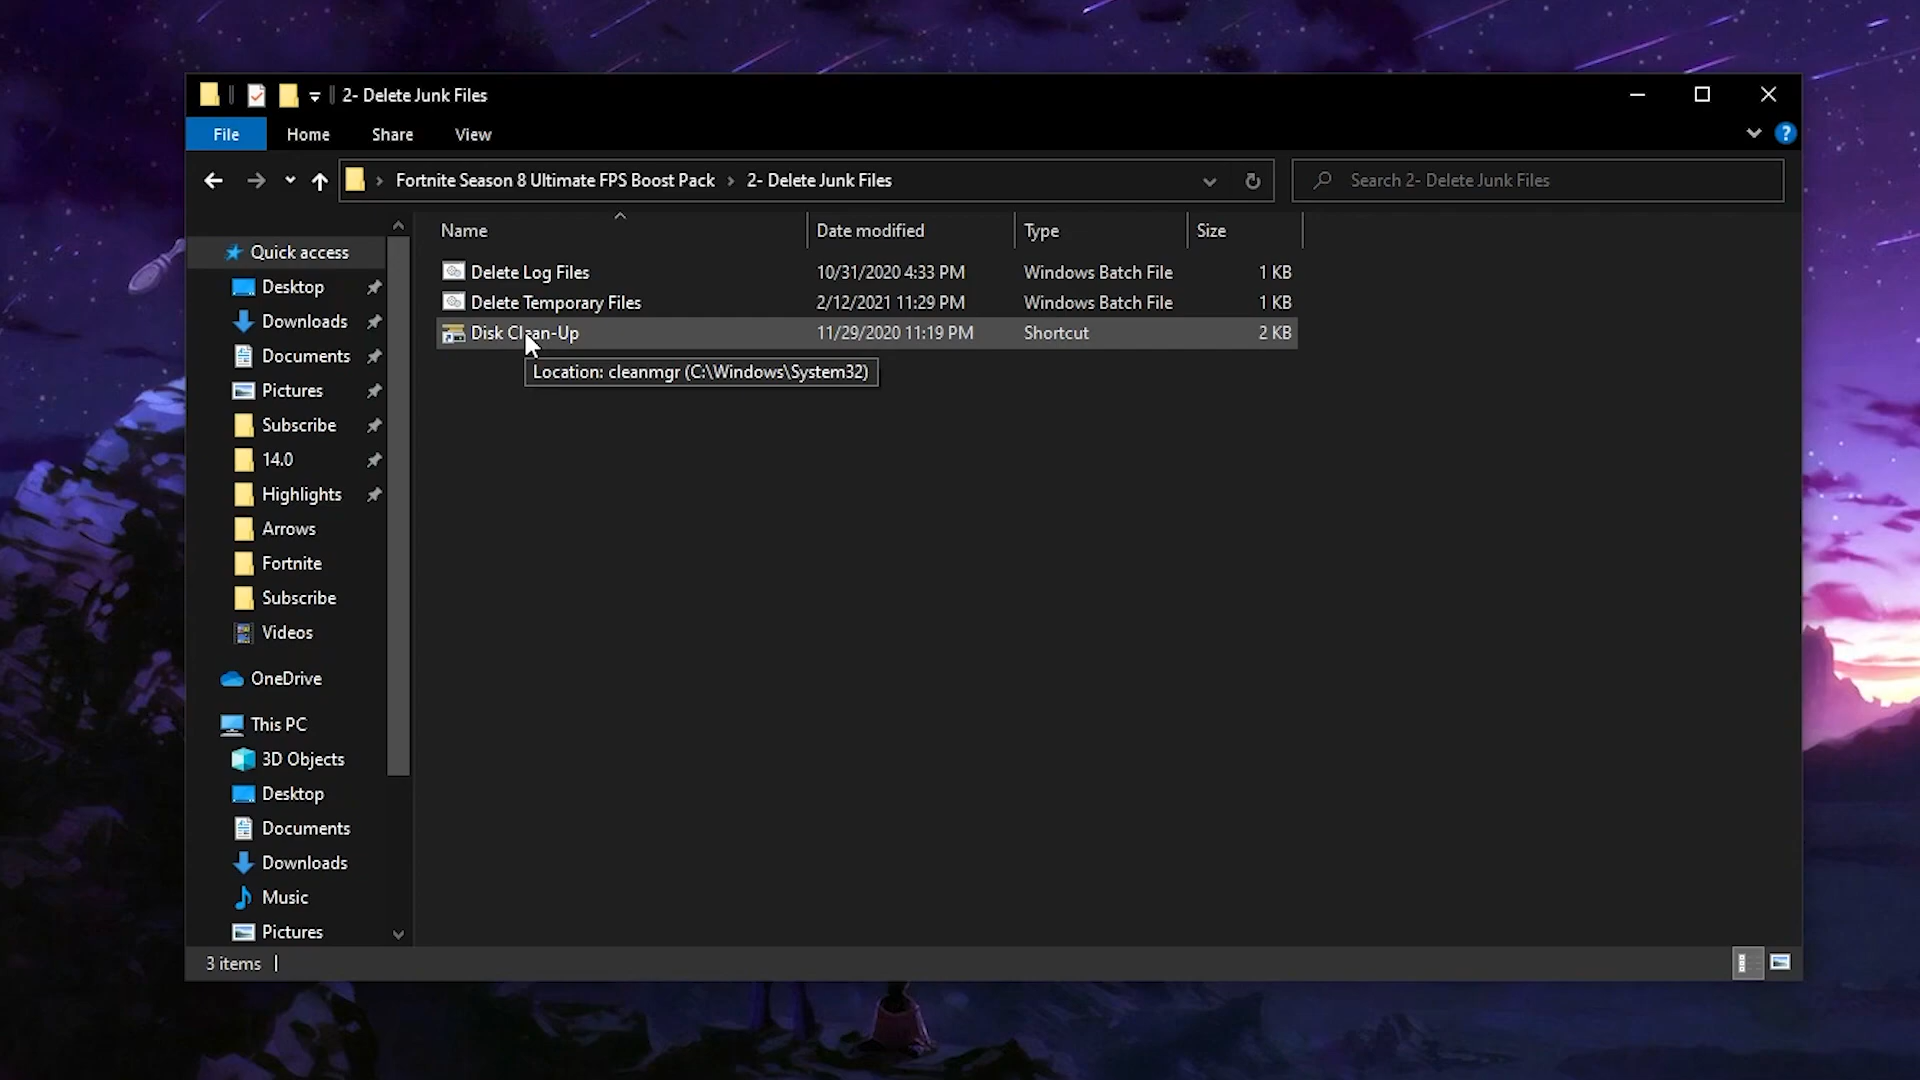 2- Delete Junk Files
File Home Share View
Fortnite Season 8 Ultimate FPS Boost Pack › 2- Delete Junk Files
Search 2- Delete Junk Files
Name Date modified Type Size
Delete Log Files 10/31/2020 4:33 PM Windows Batch File 1 KB
Delete Temporary Files 2/12/2021 11:29 PM Windows Batch File 1 KB
Disk Clean-Up 11/29/2020 11:19 PM Shortcut 2 KB
Location: cleanmgr (C:\Windows\System32)
Quick access
Desktop
Downloads
Documents
Pictures
Subscribe
14.0
Highlights
Arrows
Fortnite
Subscribe
Videos
OneDrive
This PC
3D Objects
Desktop
Documents
Downloads
Music
Pictures
3 items